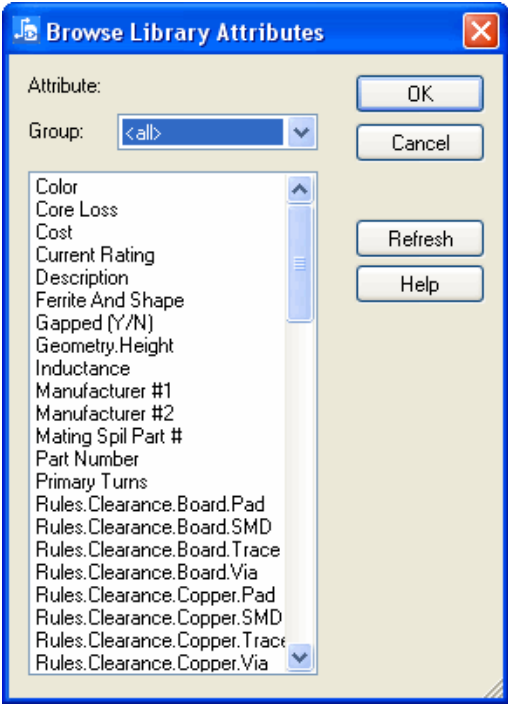 Browse Library Attributes
Attribute:
OK
Group: <all>
Cancel
Color
Core Loss
Cost
Current Rating
Description
Ferrite And Shape
Gapped (Y/N)
Geometry.Height
Inductance
Manufacturer #1
Manufacturer #2
Mating Spil Part #
Part Number
Primary Turns
Rules.Clearance.Board.Pad
Rules.Clearance.Board.SMD
Rules.Clearance.Board.Trace
Rules.Clearance.Board.Via
Rules.Clearance.Copper.Pad
Rules.Clearance.Copper.SMD
Rules.Clearance.Copper.Trace
Rules.Clearance.Copper.Via
Refresh
Help